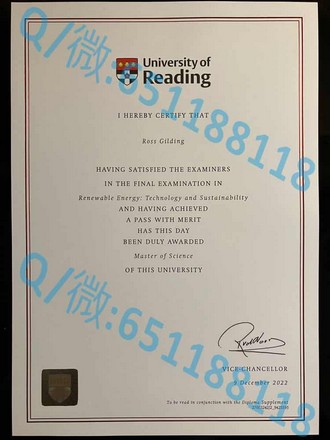 University of
Reading
I HEREBY CERTIFY THAT
Ross Gilding
HAVING SATISFIED THE EXAMINERS
IN THE FINAL EXAMINATION IN
Renewable Energy: Technology and Sustainability
AND HAVING ACHIEVED
A PASS WITH MERIT
HAS THIS DAY
BEEN DULY AWARDED
Master of Science
OF THIS UNIVERSITY
VICE-CHANCELLOR
9 December 2022
To be read in conjunction with the Diploma Supplement
Q/微:651188118
Q/微:651188118